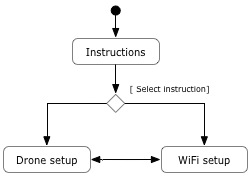 Instructions
[ Select instruction]
Drone setup
WiFi setup